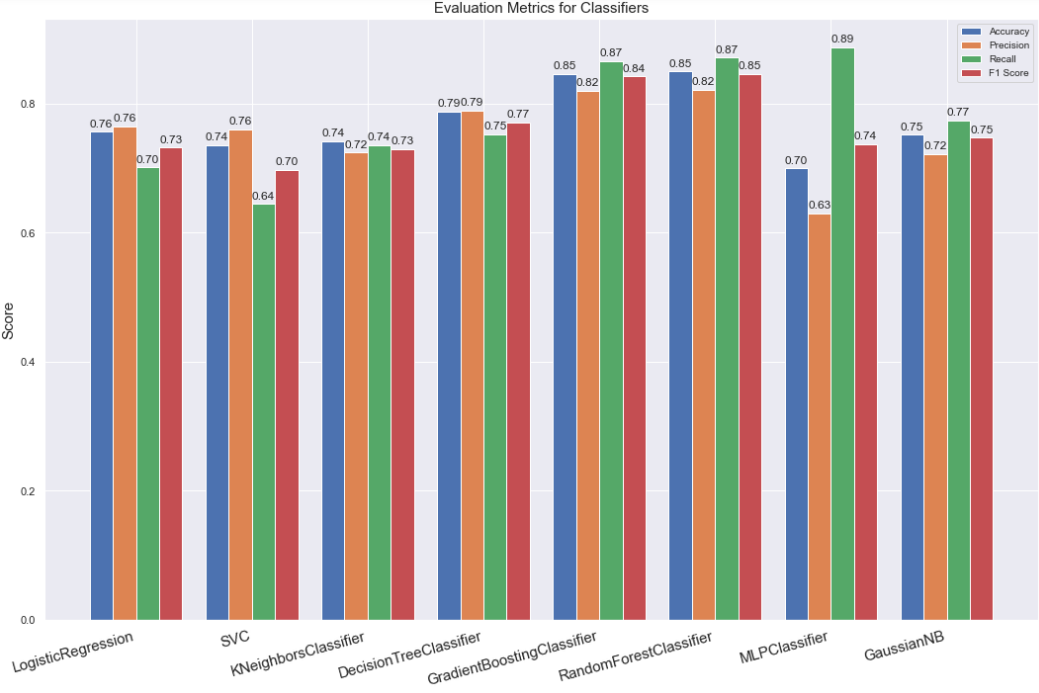 Evaluation Metrics for Classifiers
Accuracy
Precision
Recall
F1 Score
Score
0.8
0.6
0.4
0.2
0.0
0.76 0.76 0.70 0.73
0.74 0.76 0.64 0.70
0.74 0.72 0.74 0.73
0.79 0.79 0.75 0.77
0.85 0.82 0.87 0.84
0.85 0.82 0.87 0.85
0.70 0.63 0.89 0.74
0.75 0.72 0.77 0.75
LogisticRegression
SVC
KNeighborsClassifier
DecisionTreeClassifier
GradientBoostingClassifier
RandomForestClassifier
MLPClassifier
GaussianNB